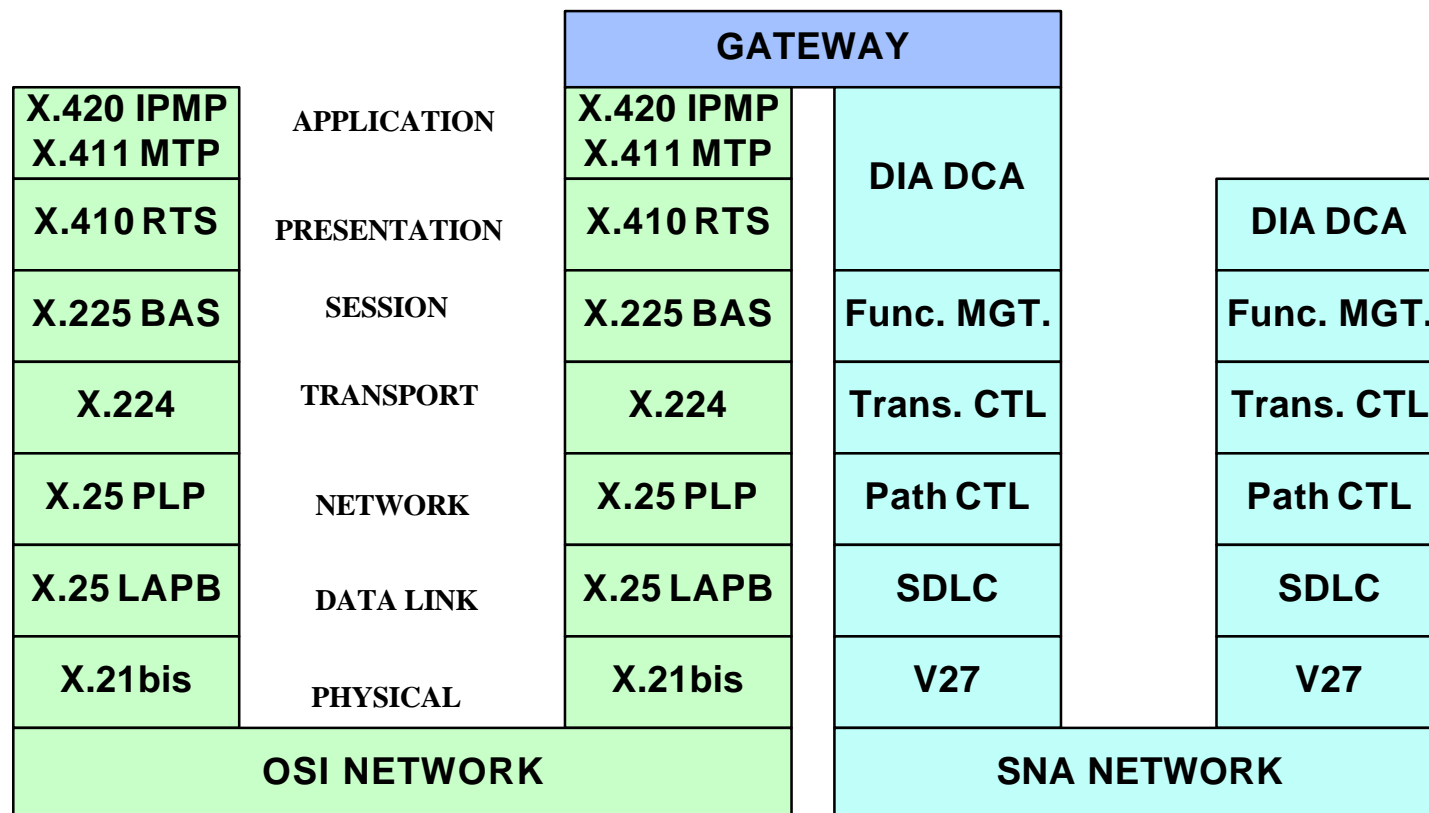 GATEWAY
X.420 IPMP
X.411 MTP
APPLICATION
X.420 IPMP
X.411 MTP
DIA DCA
X.410 RTS
PRESENTATION
X.410 RTS
DIA DCA
X.225 BAS
SESSION
X.225 BAS
Func. MGT.
Func. MGT.
X.224
TRANSPORT
X.224
Trans. CTL
Trans. CTL
X.25 PLP
NETWORK
X.25 PLP
Path CTL
Path CTL
X.25 LAPB
DATA LINK
X.25 LAPB
SDLC
SDLC
X.21bis
PHYSICAL
X.21bis
V27
V27
OSI NETWORK
SNA NETWORK